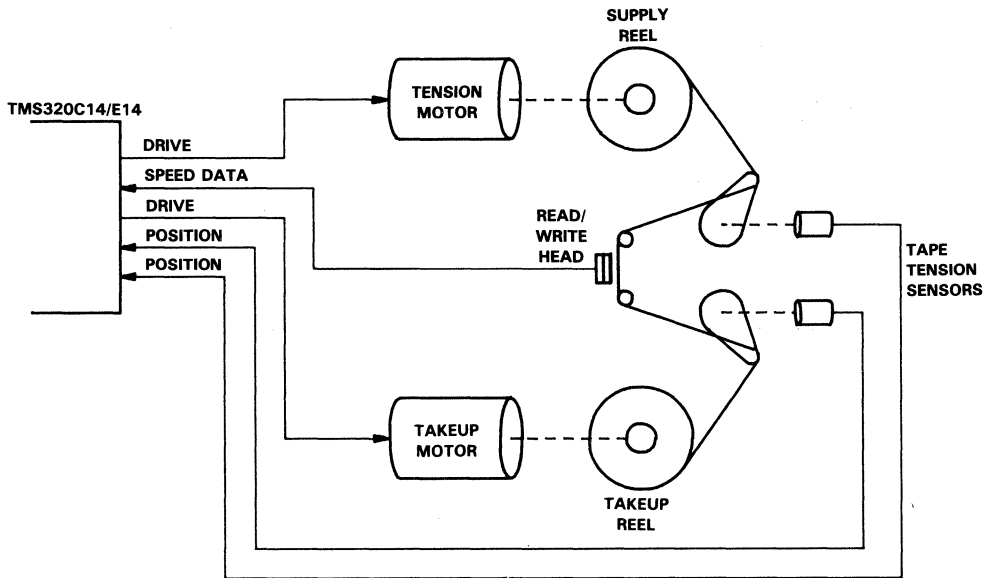 SUPPLY
REEL
TMS320C14/E14
TENSION
MOTOR
DRIVE
SPEED DATA
DRIVE
POSITION
POSITION
READ/
WRITE
HEAD
TAPE
TENSION
SENSORS
TAKEUP
MOTOR
TAKEUP
REEL